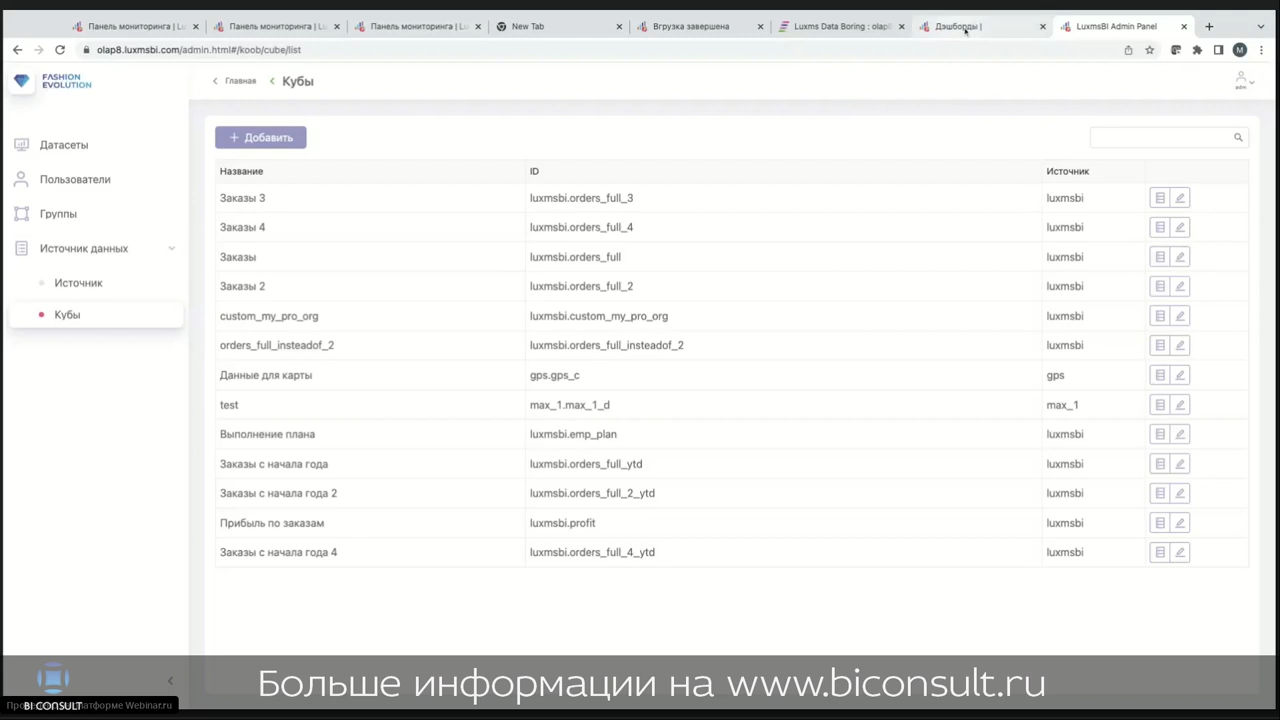 Панель мониторинга | Lu
Панель мониторинга | Lu
Панель мониторинга | Lu
New Tab
Вгрузка завершена
Luxms Data Boring : olap8
Дэшборды |
LuxmsBI Admin Panel
olap8.luxmsbi.com/admin.html#/koob/cube/list
M
FASHION
EVOLUTION
Главная
Кубы
adm
Датасеты
Пользователи
Группы
Источник данных
Источник
Кубы
+ Добавить
Название ID Источник
Заказы 3 luxmsbi.orders_full_3 luxmsbi
Заказы 4 luxmsbi.orders_full_4 luxmsbi
Заказы luxmsbi.orders_full luxmsbi
Заказы 2 luxmsbi.orders_full_2 luxmsbi
custom_my_pro_org luxmsbi.custom_my_pro_org luxmsbi
orders_full_insteadof_2 luxmsbi.orders_full_insteadof_2 luxmsbi
Данные для карты gps.gps_c gps
test max_1.max_1_d max_1
Выполнение плана luxmsbi.emp_plan luxmsbi
Заказы с начала года luxmsbi.orders_full_ytd luxmsbi
Заказы с начала года 2 luxmsbi.orders_full_2_ytd luxmsbi
Прибыль по заказам luxmsbi.profit luxmsbi
Заказы с начала года 4 luxmsbi.orders_full_4_ytd luxmsbi
Больше информации на www.biconsult.ru
BI CONSULT
Webinar.ru